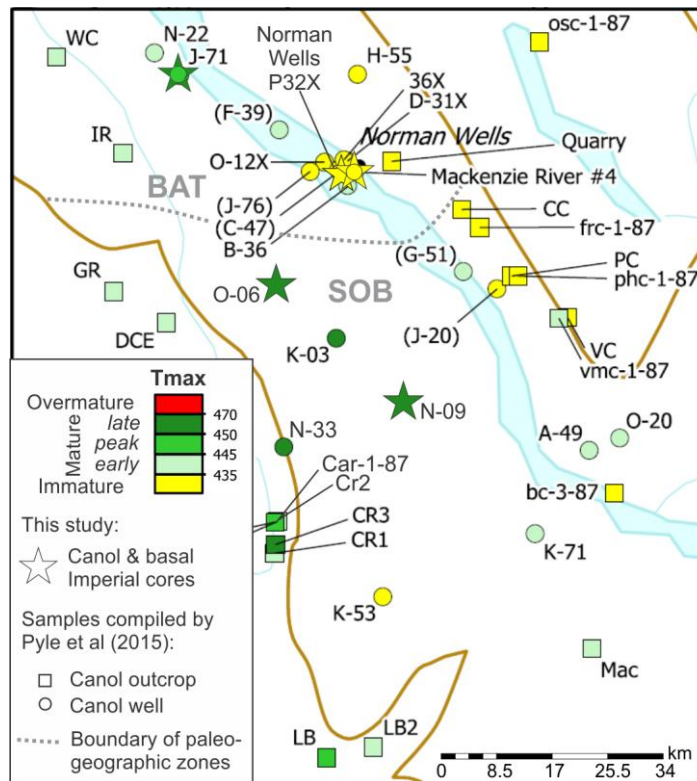 WC
N-22
J-71
Norman
Wells
P32X
H-55
osc-1-87
36X
D-31X
(F-39)
Norman Wells
Quarry
IR
O-12X
Mackenzie River #4
BAT
(J-76)
(C-47)
B-36
CC
frc-1-87
(G-51)
PC
phc-1-87
GR
O-06
SOB
(J-20)
DCE
K-03
VC
vmc-1-87
Tmax
Overmature
470
Mature
late
450
peak
445
early
435
Immature
N-09
N-33
A-49
O-20
Car-1-87
Cr2
bc-3-87
CR3
CR1
K-71
This study:
Canol & basal
Imperial cores
K-53
Samples compiled by
Pyle et al (2015):
Canol outcrop
Canol well
Boundary of paleo-
geographic zones
Mac
LB
LB2
km
0 8.5 17 25.5 34